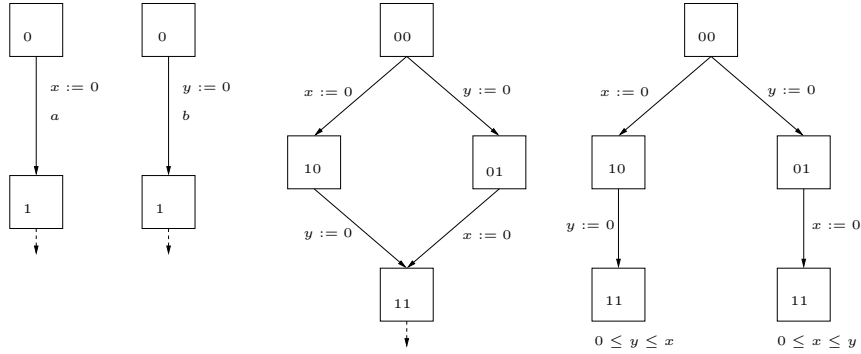 0 0 00 00
x := 0 y := 0 x := 0 y := 0 x := 0 y := 0
a b
10 01 10 01
1 1
y := 0 x := 0 y := 0 x := 0
11 11 11
0 ≤ y ≤ x 0 ≤ x ≤ y